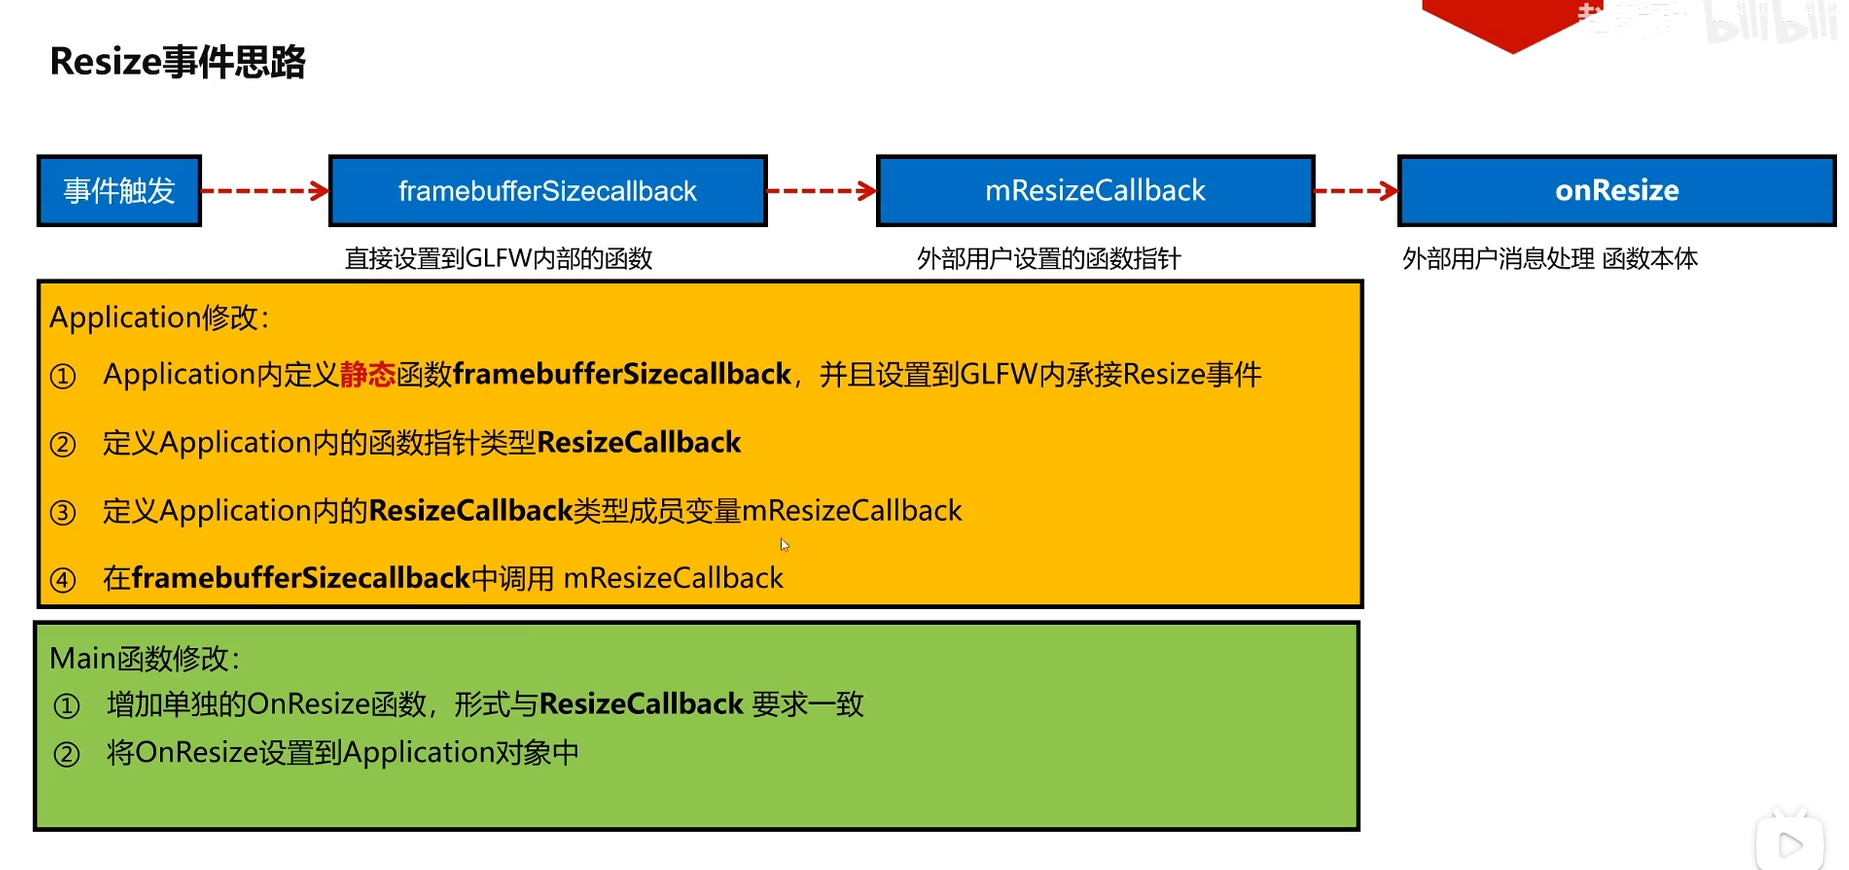 Resize事件思路
bilibili
事件触发
framebufferSizecallback
mResizeCallback
onResize
直接设置到GLFW内部的函数
外部用户设置的函数指针
外部用户消息处理 函数本体
Application修改：
① Application内定义静态函数framebufferSizecallback，并且设置到GLFW内承接Resize事件
② 定义Application内的函数指针类型ResizeCallback
③ 定义Application内的ResizeCallback类型成员变量mResizeCallback
④ 在framebufferSizecallback中调用 mResizeCallback
Main函数修改：
① 增加单独的OnResize函数，形式与ResizeCallback 要求一致
② 将OnResize设置到Application对象中